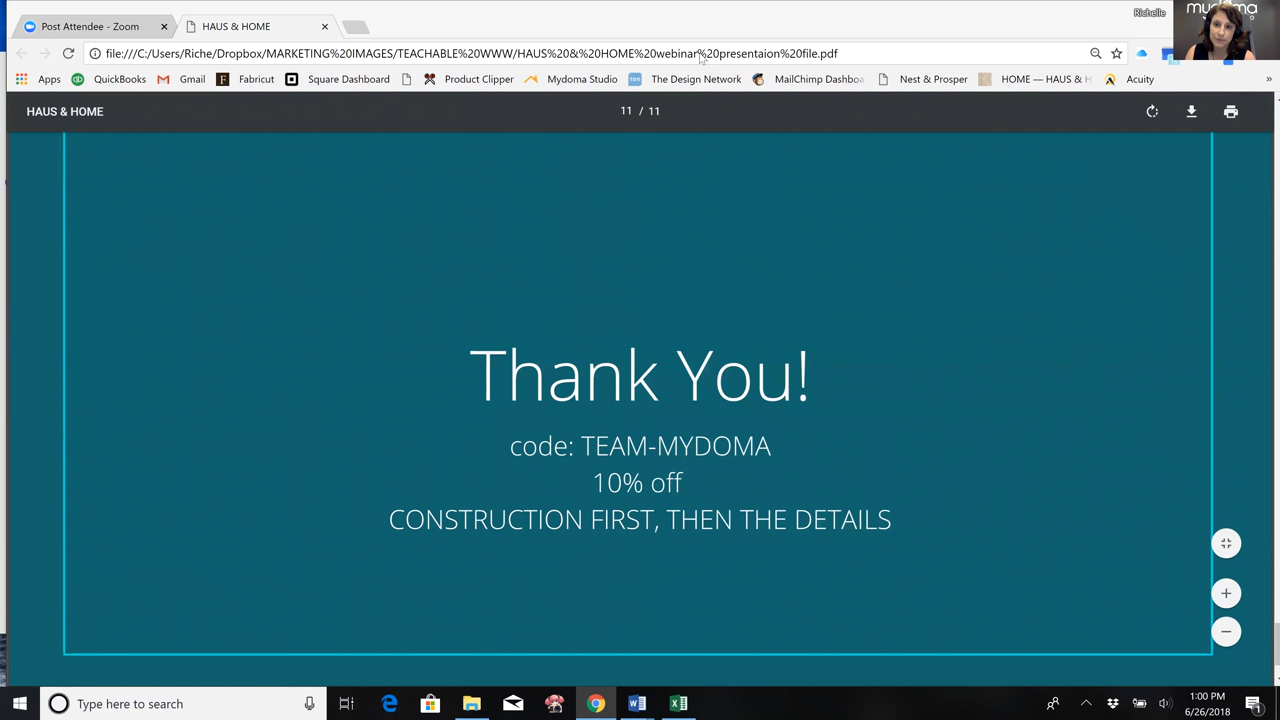 Richelle
mydoma
Post Attendee - Zoom
HAUS & HOME
file:///C:/Users/Riche/Dropbox/MARKETING%20IMAGES/TEACHABLE%20WWW/HAUS%20&%20HOME%20webinar%20presentaion%20file.pdf
Apps QuickBooks Gmail Fabricut Square Dashboard Product Clipper Mydoma Studio The Design Network MailChimp Dashboa Nest & Prosper HOME — HAUS & H Acuity »
HAUS & HOME 11 / 11
Thank You!
code: TEAM-MYDOMA
10% off
CONSTRUCTION FIRST, THEN THE DETAILS
Type here to search
1:00 PM
6/26/2018
1